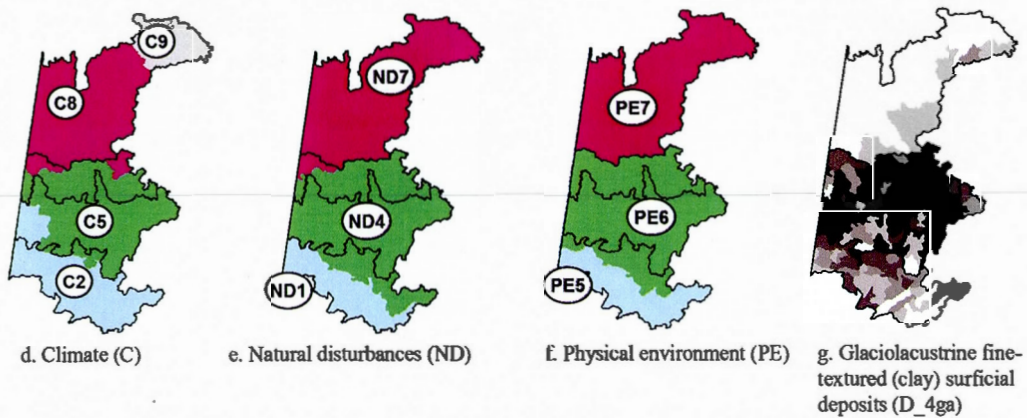 C9
C8
C5
C2
d. Climate (C)
ND7
ND4
ND1
e. Natural disturbances (ND)
PE7
PE6
PE5
f. Physical environment (PE)
g. Glaciolacustrine fine-
textured (clay) surficial
deposits (D_4ga)